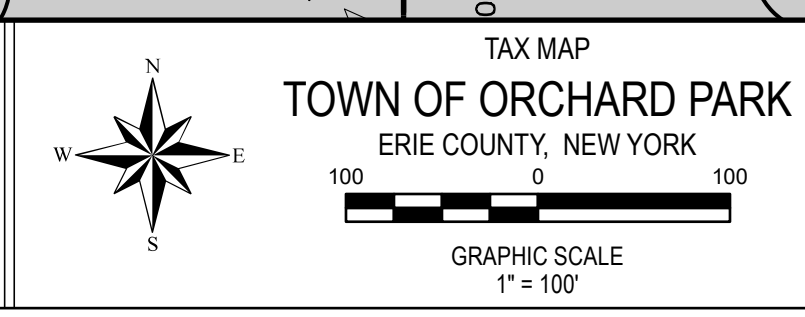 TAX MAP
TOWN OF ORCHARD PARK
ERIE COUNTY, NEW YORK
N
W
E
S
100 0 100
GRAPHIC SCALE
1" = 100'